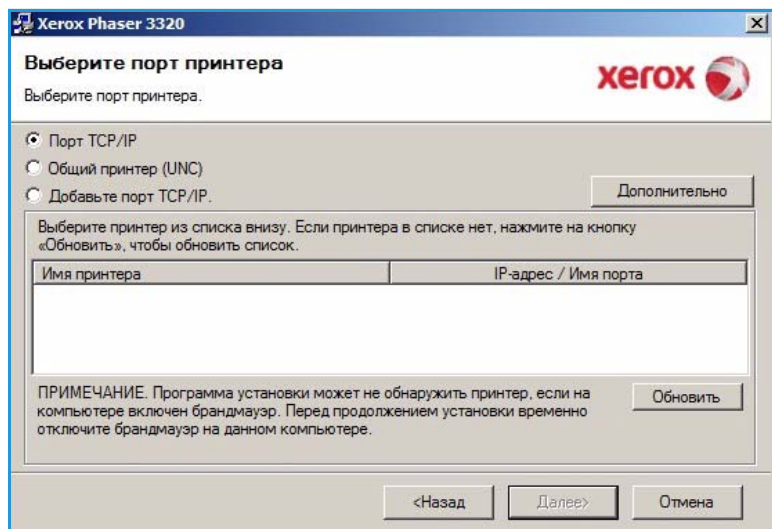 Xerox Phaser 3320
Выберите порт принтера
Выберите порт принтера.
xerox
Порт TCP/IP
Общий принтер (UNC)
Добавьте порт TCP/IP.
Дополнительно
Выберите принтер из списка внизу. Если принтера в списке нет, нажмите на кнопку
«Обновить», чтобы обновить список.
Имя принтера IP-адрес / Имя порта
ПРИМЕЧАНИЕ. Программа установки может не обнаружить принтер, если на
компьютере включен брандмауэр. Перед продолжением установки временно
отключите брандмауэр на данном компьютере.
Обновить
<Назад Далее> Отмена